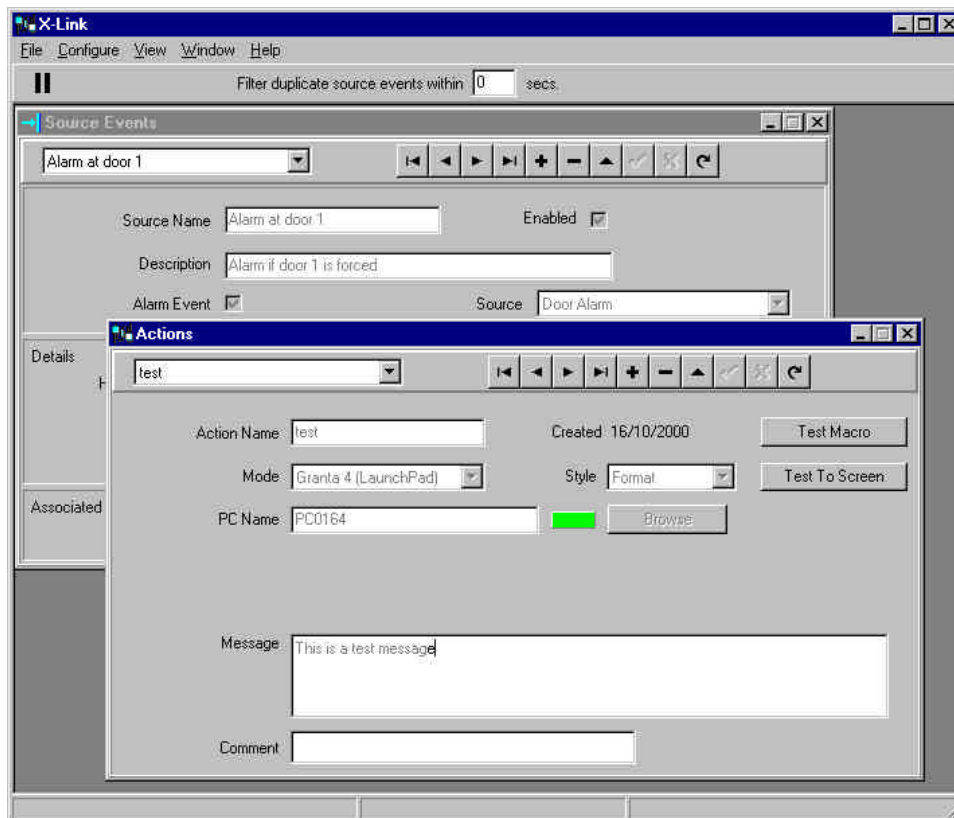 X-Link
File Configure View Window Help
Filter duplicate source events within 0 secs.
Source Events
Alarm at door 1
Source Name Alarm at door 1 Enabled
Description Alarm if door 1 is forced
Alarm Event Source Door Alarm
Actions
Details
H
test
Action Name test Created 16/10/2000 Test Macro
Mode Granta 4 (LaunchPad) Style Format Test To Screen
Associated
PC Name PC0164 Browse
Message This is a test message
Comment